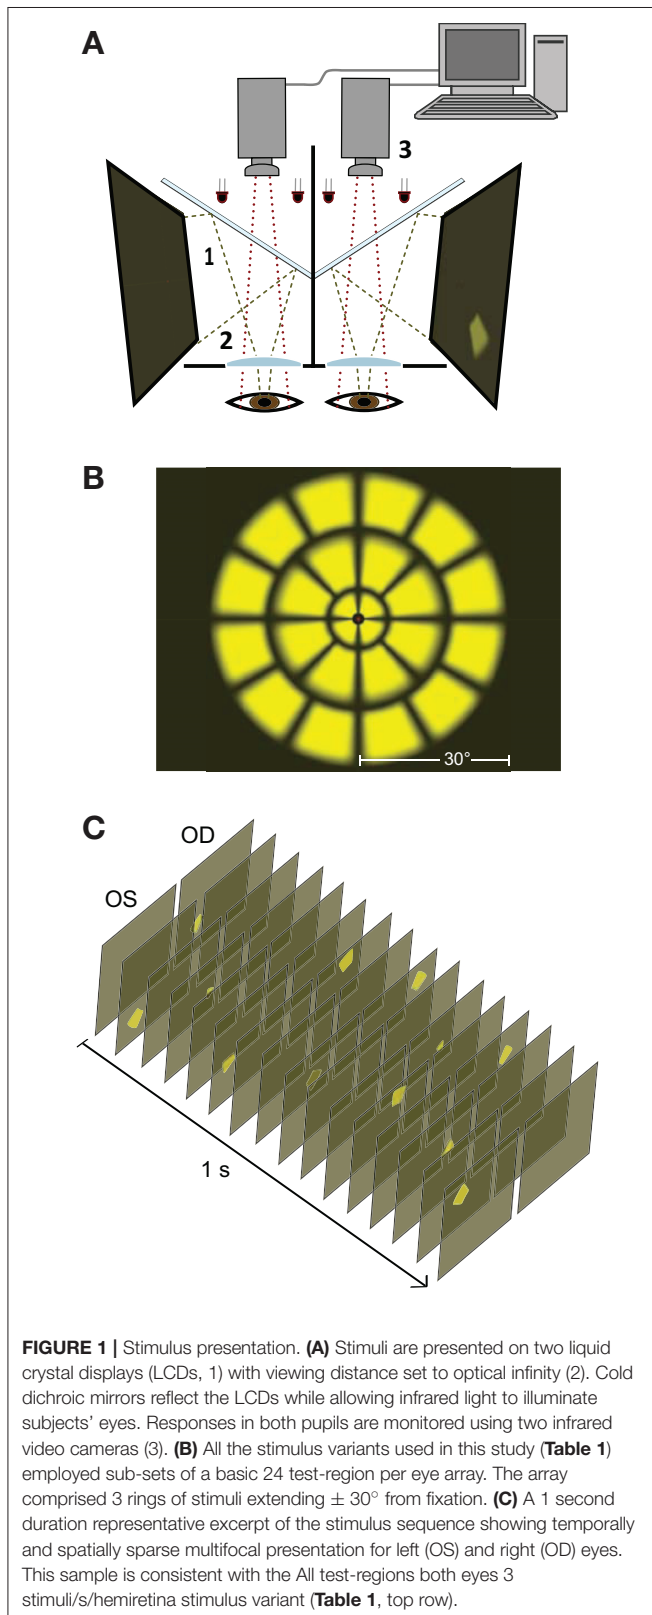 A
3
1
2
B
30°
C
OD
OS
1 s
FIGURE 1 | Stimulus presentation. (A) Stimuli are presented on two liquid
crystal displays (LCDs, 1) with viewing distance set to optical infinity (2). Cold
dichroic mirrors reflect the LCDs while allowing infrared light to illuminate
subjects' eyes. Responses in both pupils are monitored using two infrared
video cameras (3). (B) All the stimulus variants used in this study (Table 1)
employed sub-sets of a basic 24 test-region per eye array. The array
comprised 3 rings of stimuli extending ± 30° from fixation. (C) A 1 second
duration representative excerpt of the stimulus sequence showing temporally
and spatially sparse multifocal presentation for left (OS) and right (OD) eyes.
This sample is consistent with the All test-regions both eyes 3
stimuli/s/hemiretina stimulus variant (Table 1, top row).